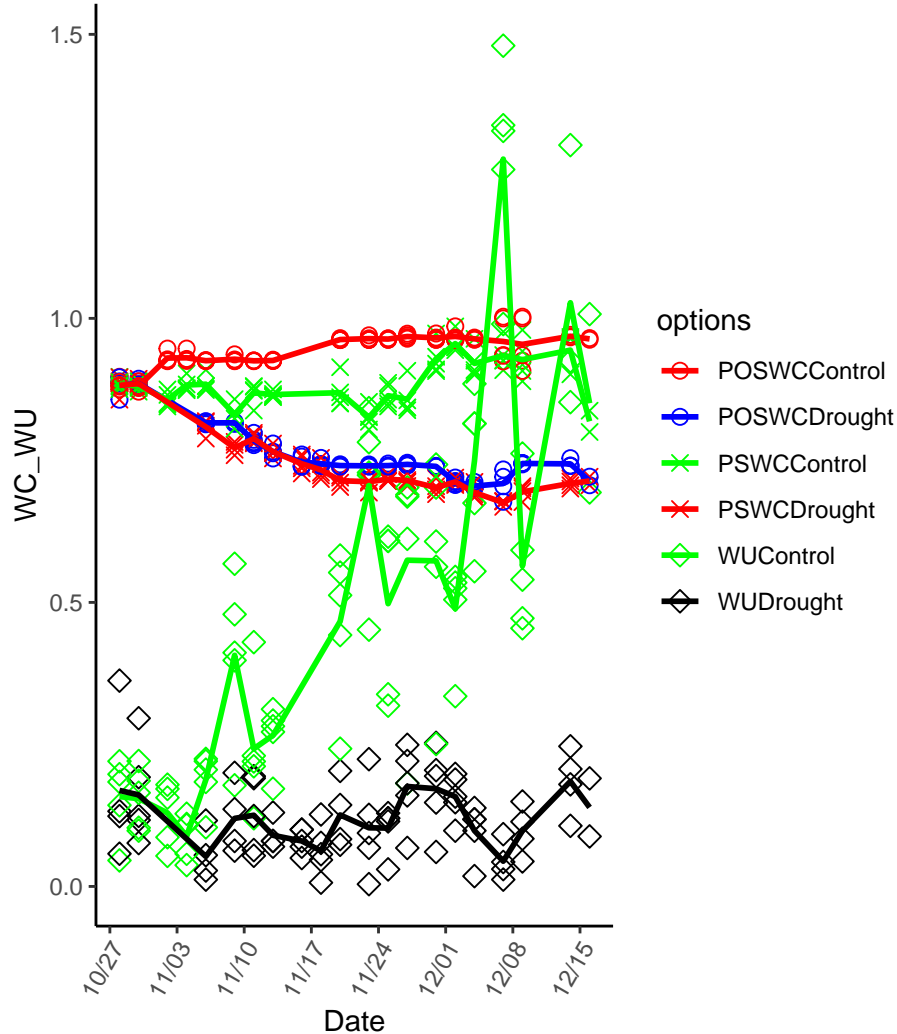 1.5
1.0
0.5
0.0
WC_WU
10/27
11/03
11/10
11/17
11/24
12/01
12/08
12/15
Date
options
POSWCControl
POSWCDrought
PSWCControl
PSWCDrought
WUControl
WUDrought